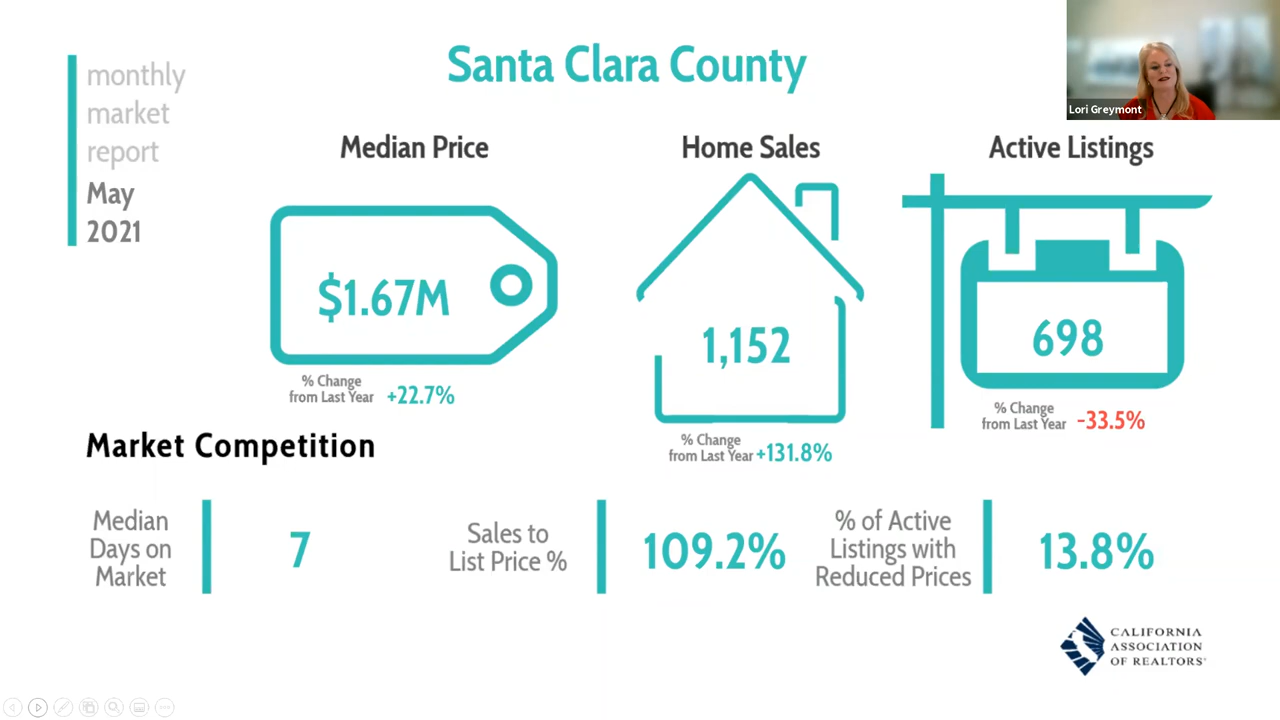 Santa Clara County
Lori Greymont
monthly
market
report
May
2021
Median Price
$1.67M
% Change
from Last Year
+22.7%
Home Sales
1,152
% Change
from Last Year
+131.8%
Active Listings
698
% Change
from Last Year
-33.5%
Market Competition
Median
Days on
Market
7
Sales to
List Price %
109.2%
% of Active
Listings with
Reduced Prices
13.8%
CALIFORNIA
ASSOCIATION
OF REALTORS®